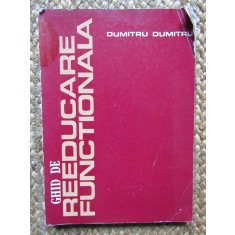 DUMITRU DUMITRU
GHID DE
REEDUCARE
FUNCTIONALA